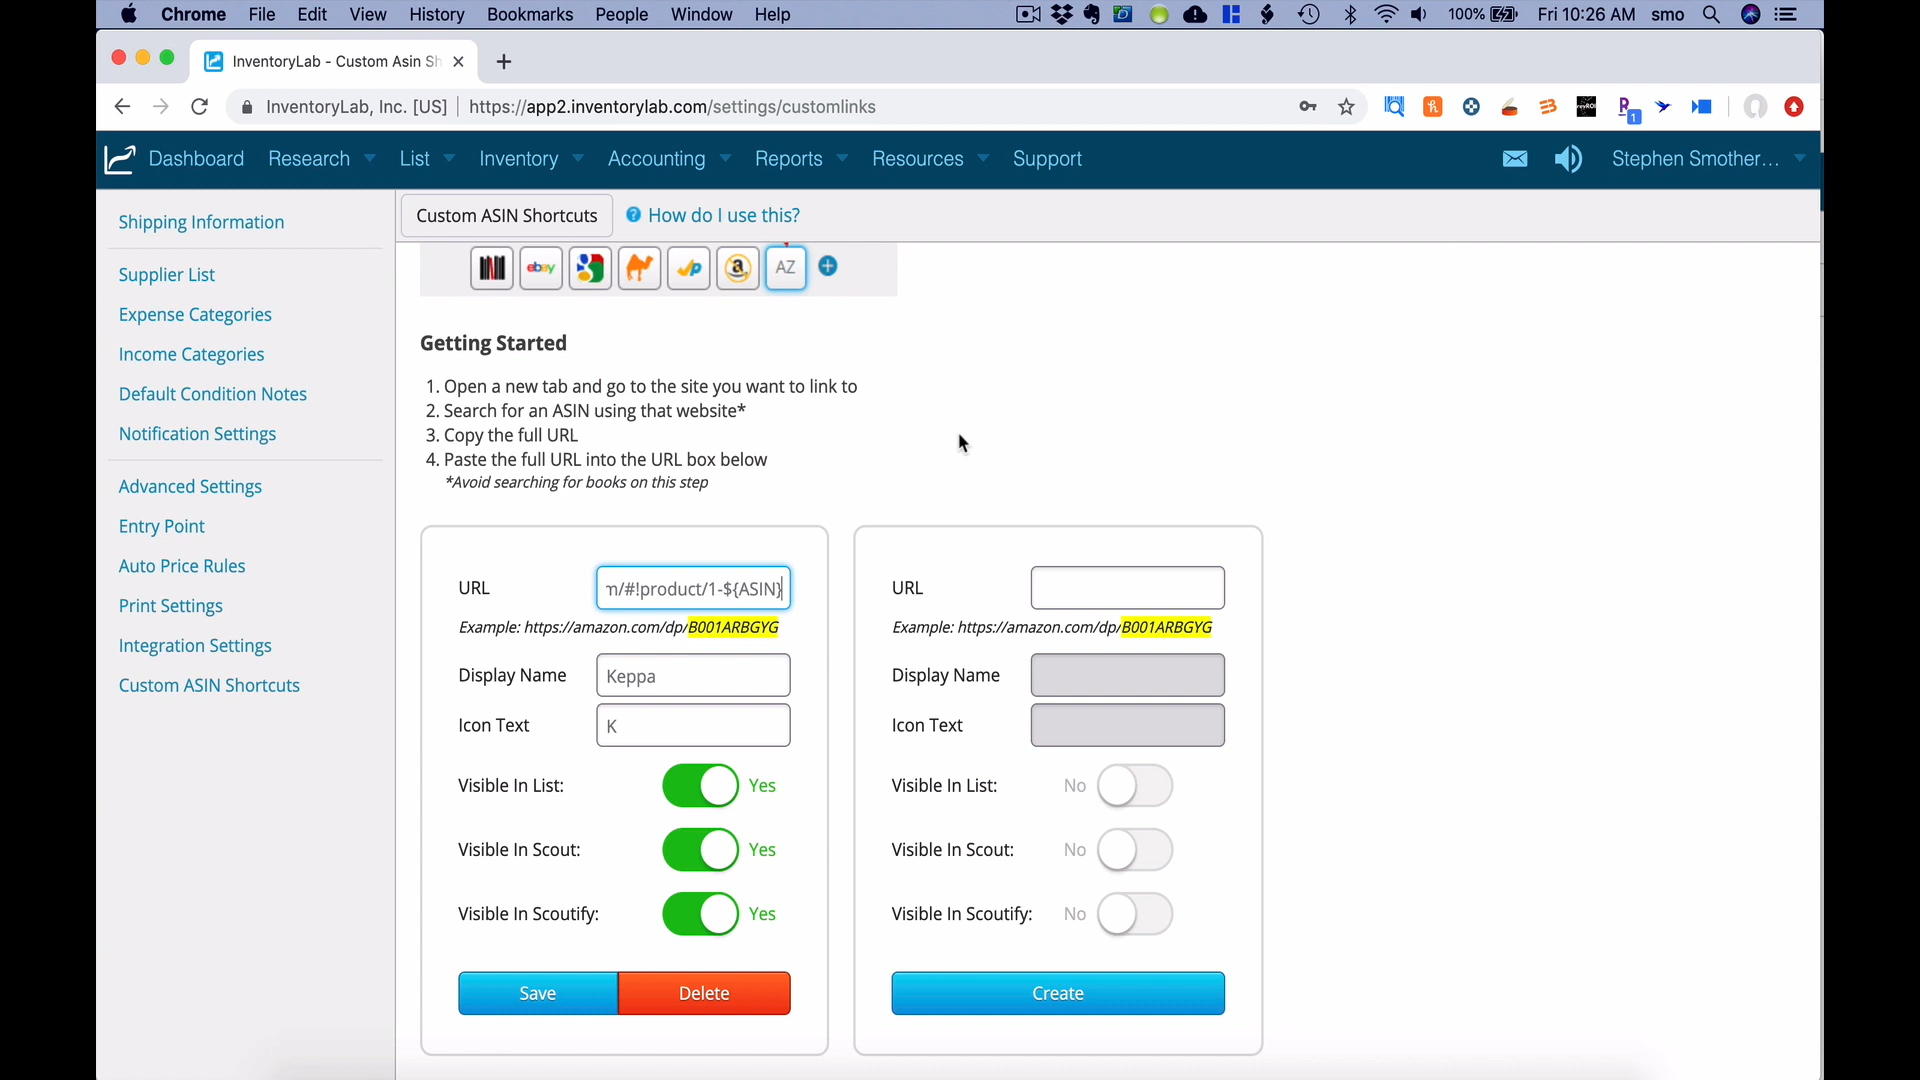 Chrome File Edit View History Bookmarks People Window Help 100% Fri 10:26 AM smo
InventoryLab - Custom Asin Sh
InventoryLab, Inc. [US] https://app2.inventorylab.com/settings/customlinks
Dashboard Research List Inventory Accounting Reports Resources Support Stephen Smother...
Shipping Information
Supplier List
Expense Categories
Income Categories
Default Condition Notes
Notification Settings
Advanced Settings
Entry Point
Auto Price Rules
Print Settings
Integration Settings
Custom ASIN Shortcuts
Custom ASIN Shortcuts How do I use this?
ebay a AZ
Getting Started
1. Open a new tab and go to the site you want to link to
2. Search for an ASIN using that website*
3. Copy the full URL
4. Paste the full URL into the URL box below
*Avoid searching for books on this step
URL /#!product/1-${ASIN}
Example: https://amazon.com/dp/B001ARBGYG
Display Name Keppa
Icon Text K
Visible In List: Yes
Visible In Scout: Yes
Visible In Scoutify: Yes
Save Delete
URL
Example: https://amazon.com/dp/B001ARBGYG
Display Name
Icon Text
Visible In List: No
Visible In Scout: No
Visible In Scoutify: No
Create